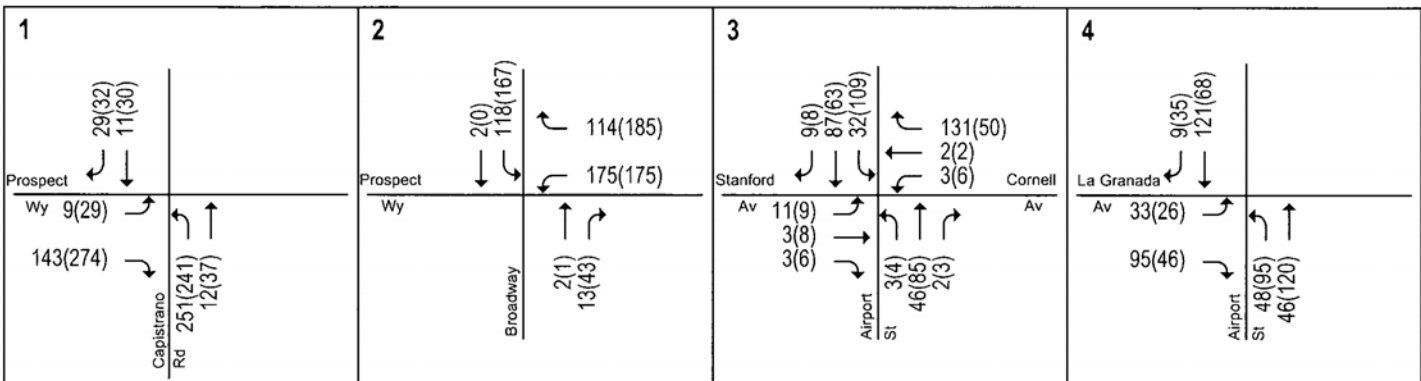 1
29(32)
11(30)
Prospect
Wy
9(29)
143(274)
251(241)
12(37)
Capistrano
Rd
2
2(0)
118(167)
114(185)
175(175)
Prospect
Wy
2(1)
13(43)
Broadway
3
9(8)
87(63)
32(109)
131(50)
2(2)
3(6)
Stanford
Av
Cornell
Av
11(9)
3(8)
3(6)
3(4)
46(85)
2(3)
Airport
St
4
9(35)
121(68)
La Granada
Av
33(26)
95(46)
48(95)
46(120)
Airport
St